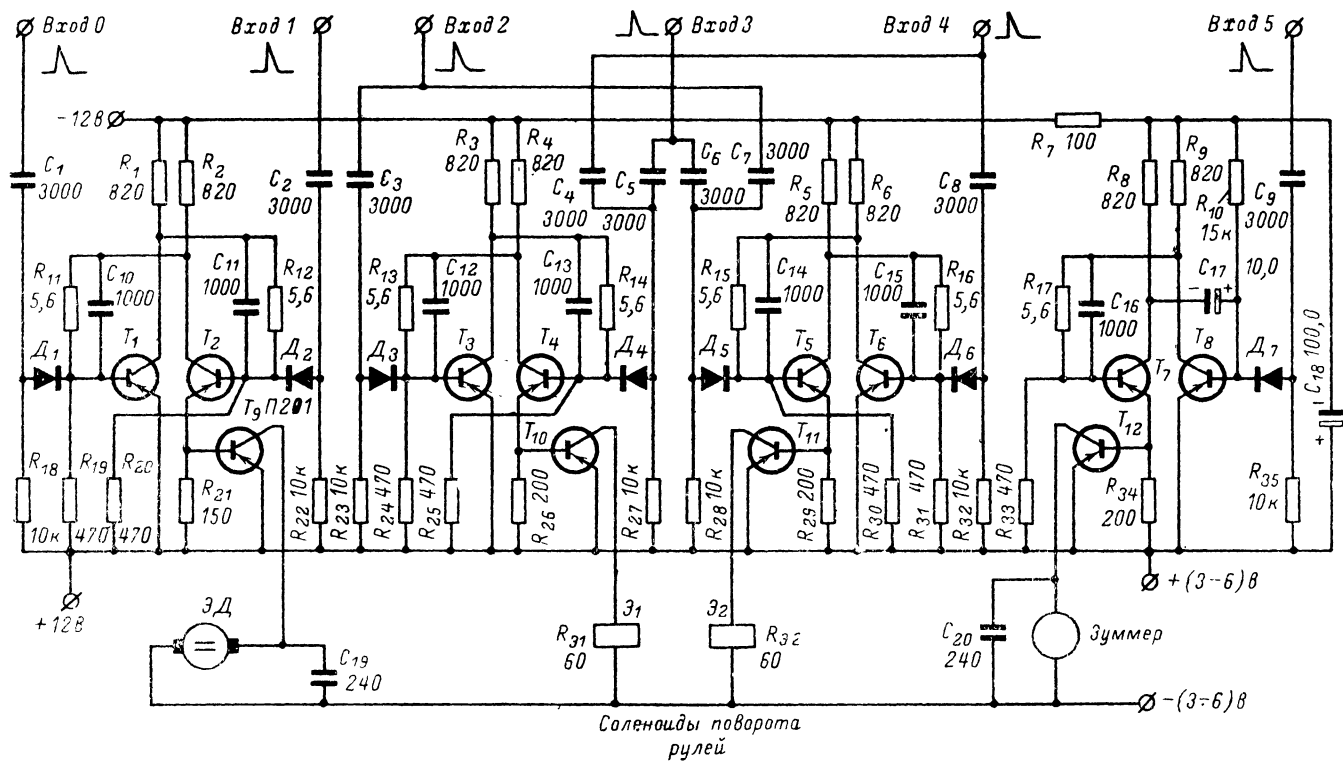 Вход 0
Вход 1
Вход 2
Вход 3
Вход 4
Вход 5
-12В
R7
100
C1
3000
R1
820
R2
820
C2
3000
C3
3000
R3
820
R4
820
C4
3000
C5
3000
C6
3000
C7
3000
R5
820
R6
820
C8
3000
R8
820
R9
820
R10
15к
C9
3000
R11
5,6
C10
1000
C11
1000
R12
5,6
R13
5,6
C12
1000
C13
1000
R14
5,6
R15
5,6
C14
1000
C15
1000
R16
5,6
R17
5,6
C16
1000
C17
10,0
- +
Д1
T1
T2
Д2
Д3
T3
T4
Д4
Д5
T5
T6
Д6
T7
T8
Д7
C18 100,0
-
+
T9 П201
T10
T11
T12
R18
10к
R19
470
R20
470
R21
150
R22 10к
R23 10к
R24 470
R25 470
R26 200
R27 10к
R28 10к
R29 200
R30 470
R31 470
R32 10к
R33 470
R34
200
R35
10к
+12В
+(3÷6)В
ЭД
=
C19
240
RЭ1
60
Э1
Э2
RЭ2
60
C20
240
Зуммер
-(3÷6)В
Соленоиды поворота
рулей